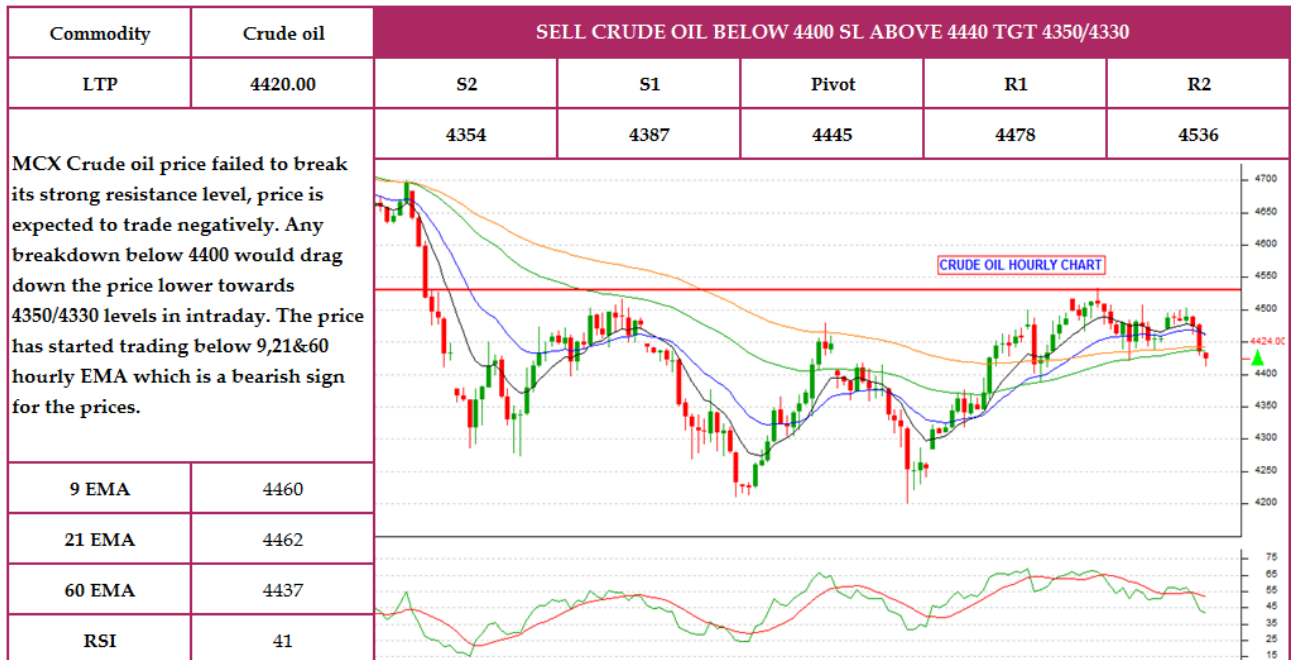 Commodity
Crude oil
SELL CRUDE OIL BELOW 4400 SL ABOVE 4440 TGT 4350/4330
LTP
4420.00
S2
S1
Pivot
R1
R2
4354
4387
4445
4478
4536
MCX Crude oil price failed to break
its strong resistance level, price is
expected to trade negatively. Any
breakdown below 4400 would drag
down the price lower towards
4350/4330 levels in intraday. The price
has started trading below 9,21&60
hourly EMA which is a bearish sign
for the prices.
CRUDE OIL HOURLY CHART
4700
4650
4600
4550
4500
4424.00
4400
4350
4300
4250
4200
9 EMA
4460
21 EMA
4462
60 EMA
4437
RSI
41
75
65
55
45
35
25
15